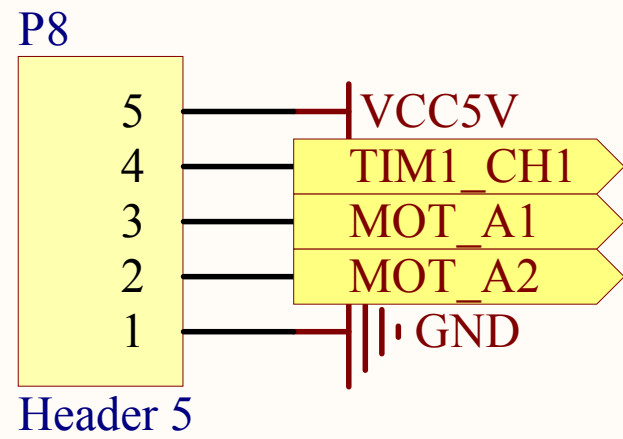 P8
5 VCC5V
4 TIM1_CH1
3 MOT_A1
2 MOT_A2
1 GND
Header 5